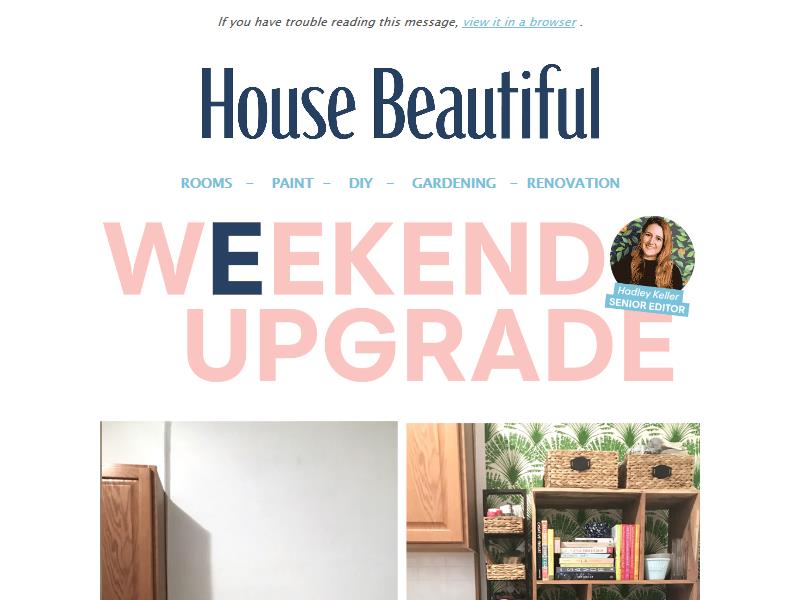 If you have trouble reading this message, view it in a browser .
House Beautiful
ROOMS – PAINT – DIY – GARDENING – RENOVATION
WEEKEND
Hadley Keller
SENIOR EDITOR
UPGRADE